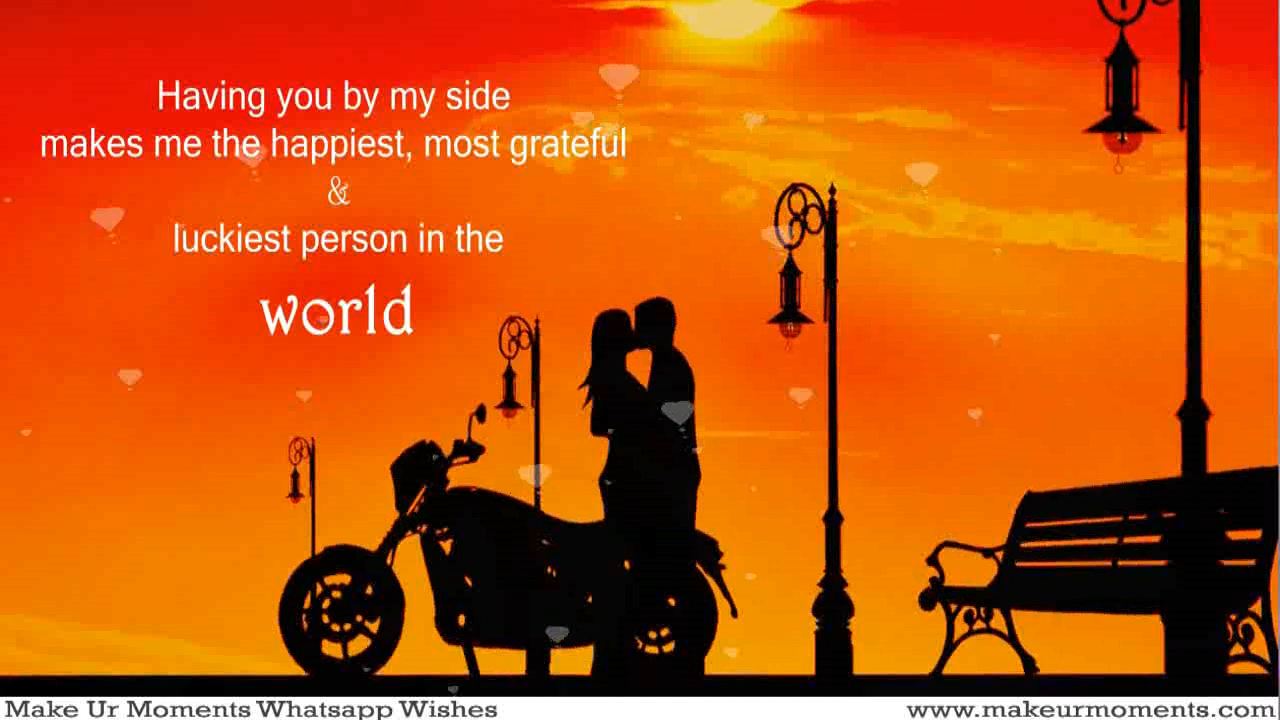 Having you by my side
makes me the happiest, most grateful
&
luckiest person in the
world
Make Ur Moments Whatsapp Wishes
www.makeurmoments.com